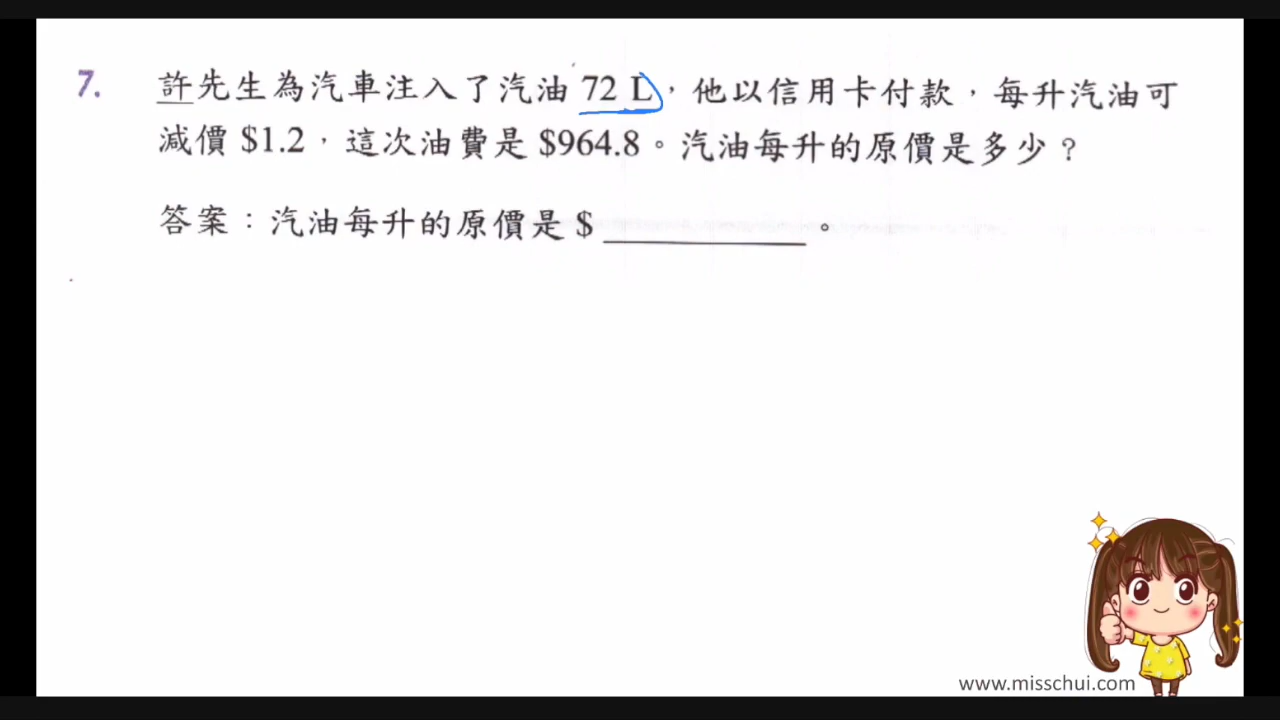 7. 許先生為汽車注入了汽油 72 L，他以信用卡付款，每升汽油可
減價 $1.2，這次油費是 $964.8。汽油每升的原價是多少？
答案：汽油每升的原價是 $ ________。
www.misschui.com